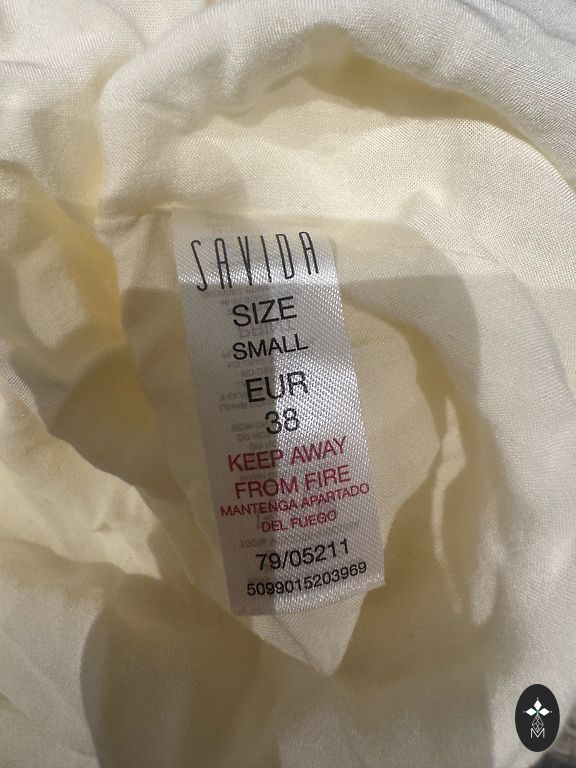 SAVIDA
SIZE
SMALL
EUR
38
KEEP AWAY
FROM FIRE
MANTENGA APARTADO
DEL FUEGO
79/05211
5099015203969
M